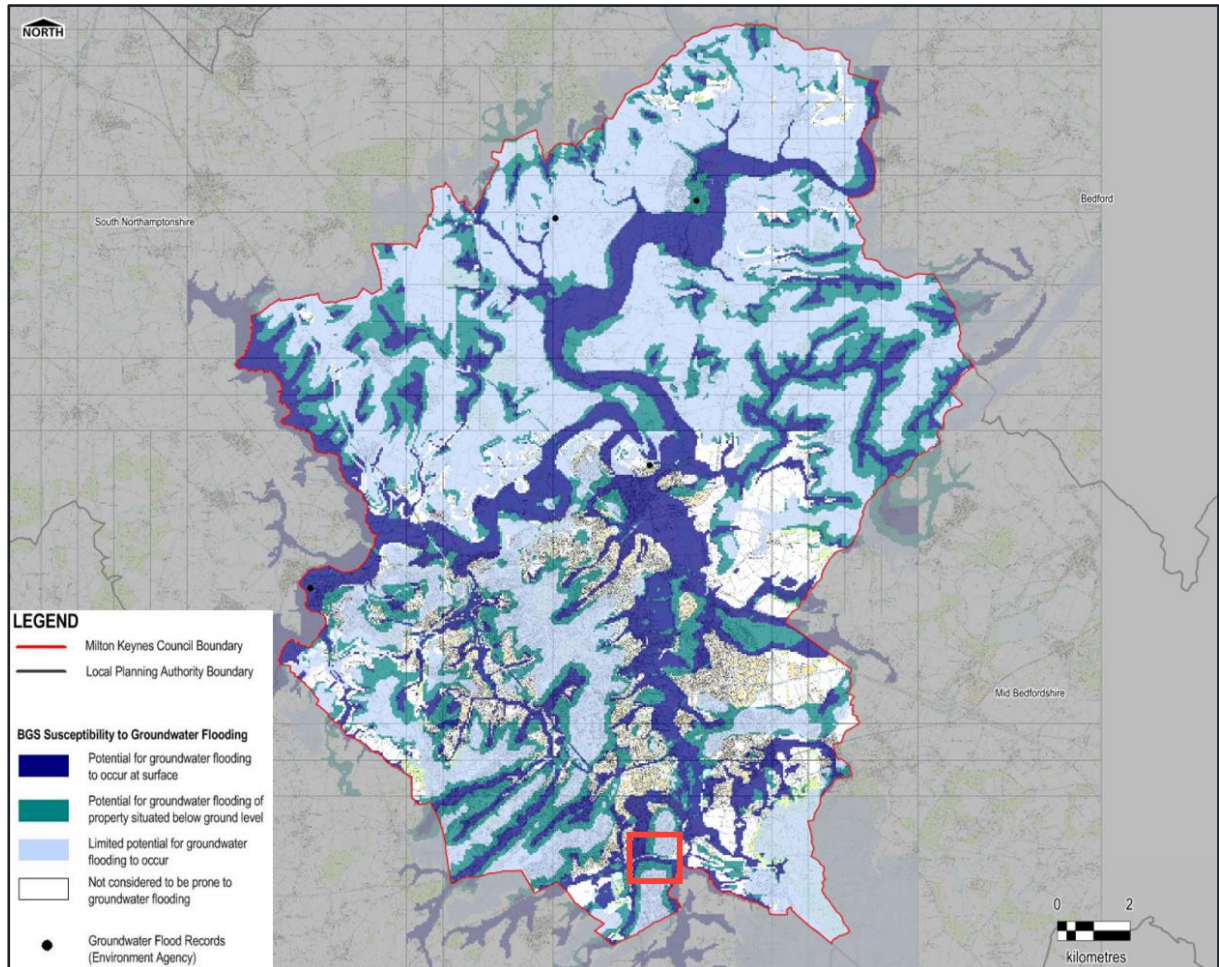 NORTH
South Northamptonshire
Bedford
Mid Bedfordshire
LEGEND
Milton Keynes Council Boundary
Local Planning Authority Boundary
BGS Susceptibility to Groundwater Flooding
Potential for groundwater flooding
to occur at surface
Potential for groundwater flooding of
property situated below ground level
Limited potential for groundwater
flooding to occur
Not considered to be prone to
groundwater flooding
Groundwater Flood Records
(Environment Agency)
0 2
kilometres